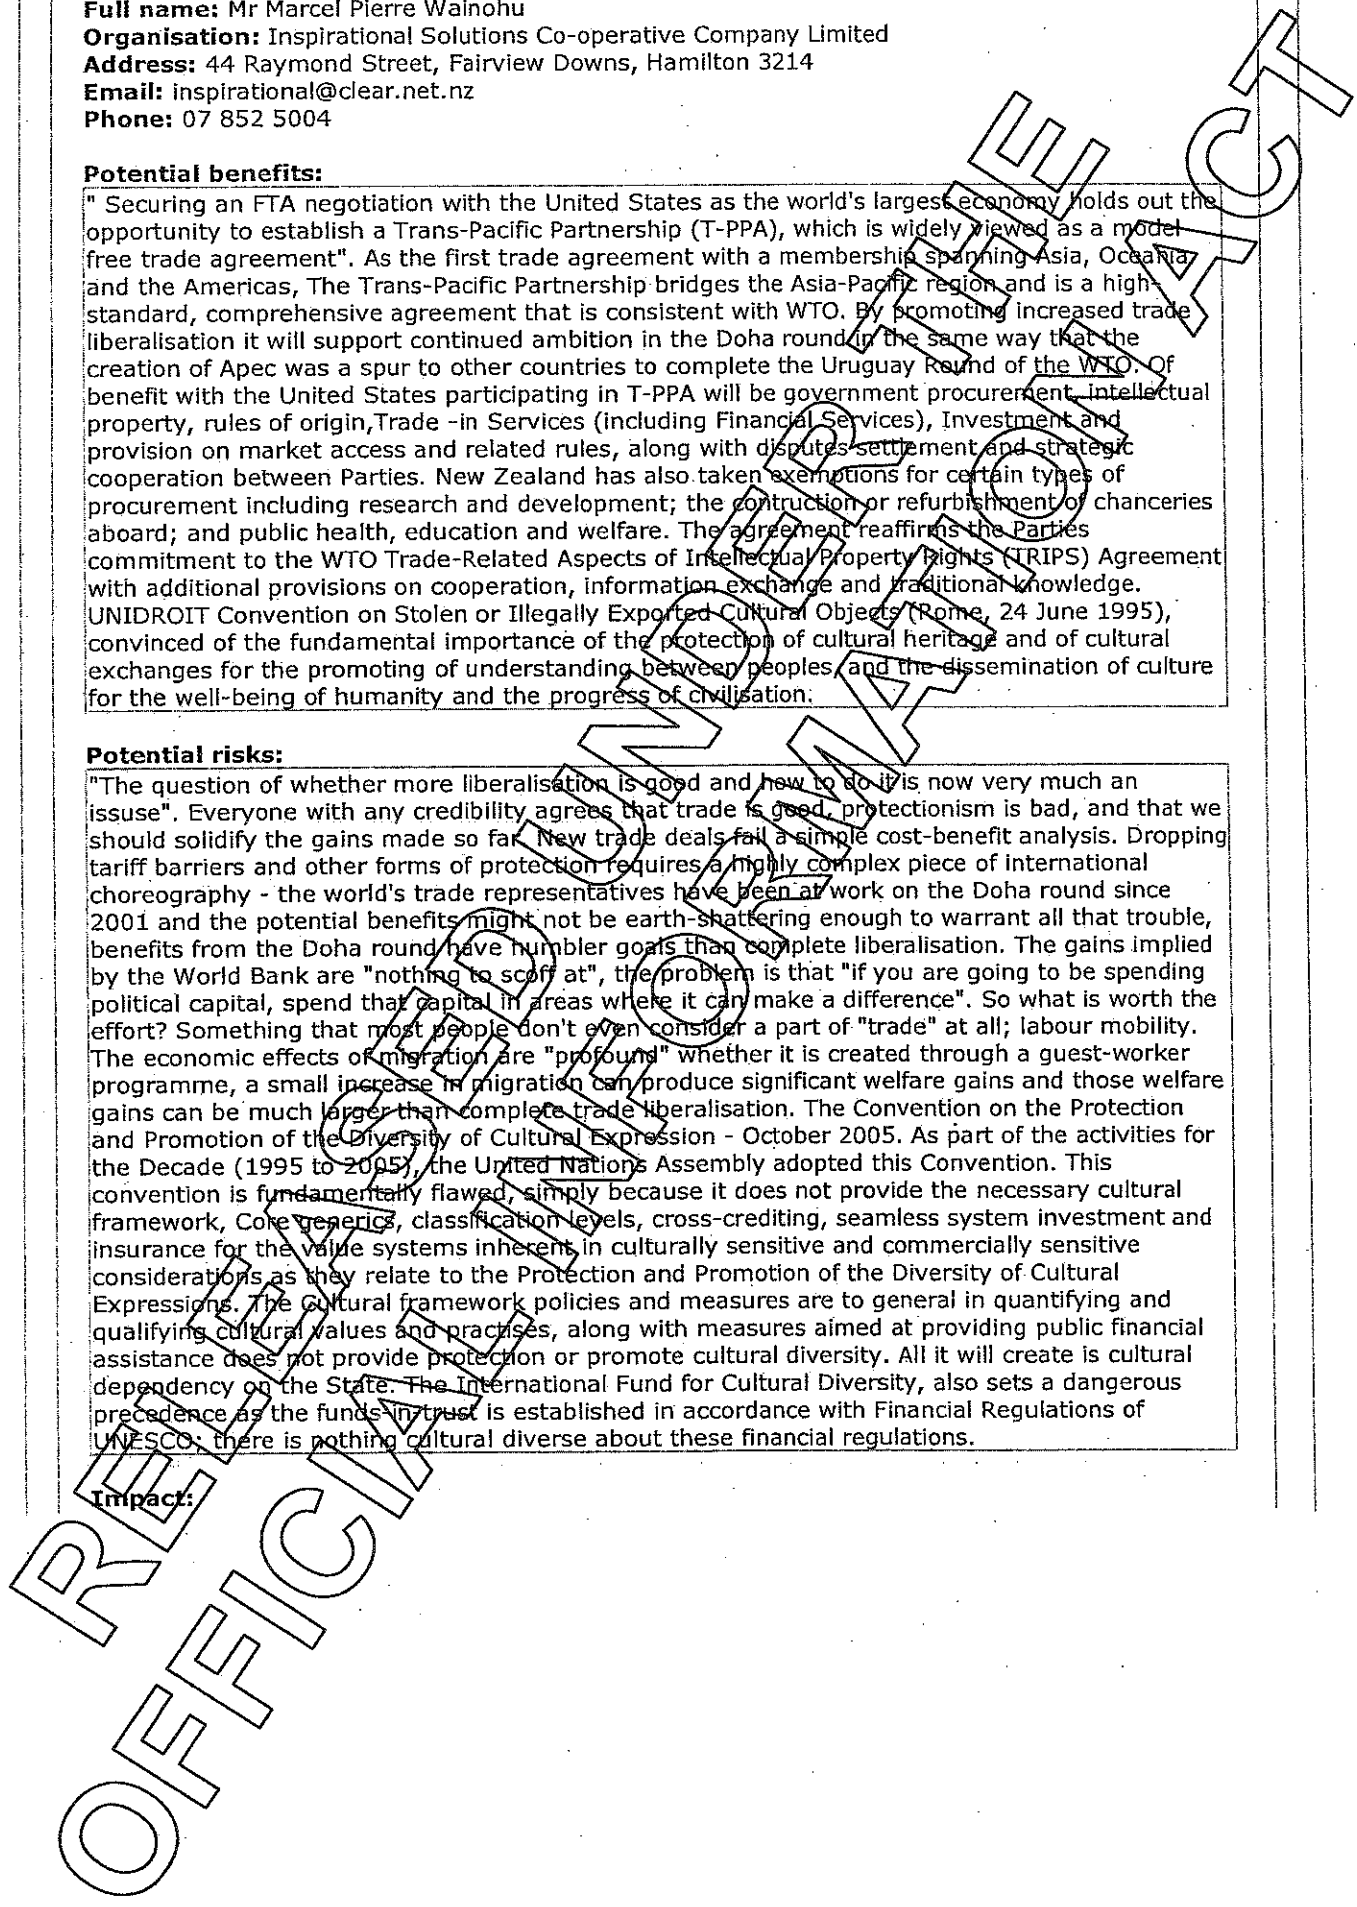 Full name: Mr Marcel Pierre Wainohu
Organisation: Inspirational Solutions Co-operative Company Limited
Address: 44 Raymond Street, Fairview Downs, Hamilton 3214
Email: inspirational@clear.net.nz
Phone: 07 852 5004
Potential benefits:
" Securing an FTA negotiation with the United States as the world's largest economy holds out the
opportunity to establish a Trans-Pacific Partnership (T-PPA), which is widely viewed as a model
free trade agreement". As the first trade agreement with a membership spanning Asia, Oceania
and the Americas, The Trans-Pacific Partnership bridges the Asia-Pacific region and is a high-
standard, comprehensive agreement that is consistent with WTO. By promoting increased trade
liberalisation it will support continued ambition in the Doha round in the same way that the
creation of Apec was a spur to other countries to complete the Uruguay Round of the WTO. Of
benefit with the United States participating in T-PPA will be government procurement, Intellectual
property, rules of origin,Trade -in Services (including Financial Services), Investment and
provision on market access and related rules, along with disputes settlement and strategic
cooperation between Parties. New Zealand has also taken exemptions for certain types of
procurement including research and development; the contruction or refurbishment of chanceries
aboard; and public health, education and welfare. The agreement reaffirms the Parties
commitment to the WTO Trade-Related Aspects of Intellectual Property Rights (TRIPS) Agreement
with additional provisions on cooperation, information exchange and traditional knowledge.
UNIDROIT Convention on Stolen or Illegally Exported Cultural Objects (Rome, 24 June 1995),
convinced of the fundamental importance of the protection of cultural heritage and of cultural
exchanges for the promoting of understanding between peoples, and the dissemination of culture
for the well-being of humanity and the progress of civilisation.
Potential risks:
"The question of whether more liberalisation is good and how to do it is now very much an
issuse". Everyone with any credibility agrees that trade is good, protectionism is bad, and that we
should solidify the gains made so far. New trade deals fail a simple cost-benefit analysis. Dropping
tariff barriers and other forms of protection requires a highly complex piece of international
choreography - the world's trade representatives have been at work on the Doha round since
2001 and the potential benefits might not be earth-shattering enough to warrant all that trouble,
benefits from the Doha round have humbler goals than complete liberalisation. The gains implied
by the World Bank are "nothing to scoff at", the problem is that "if you are going to be spending
political capital, spend that capital in areas where it can make a difference". So what is worth the
effort? Something that most people don't even consider a part of "trade" at all; labour mobility.
The economic effects of migration are "profound" whether it is created through a guest-worker
programme, a small increase in migration can produce significant welfare gains and those welfare
gains can be much larger than complete trade liberalisation. The Convention on the Protection
and Promotion of the Diversity of Cultural Expression - October 2005. As part of the activities for
the Decade (1995 to 2005), the United Nations Assembly adopted this Convention. This
convention is fundamentally flawed, simply because it does not provide the necessary cultural
framework, Core generics, classification levels, cross-crediting, seamless system investment and
insurance for the value systems inherent in culturally sensitive and commercially sensitive
considerations as they relate to the Protection and Promotion of the Diversity of Cultural
Expressions. The Cultural framework policies and measures are to general in quantifying and
qualifying cultural values and practises, along with measures aimed at providing public financial
assistance does not provide protection or promote cultural diversity. All it will create is cultural
dependency on the State. The International Fund for Cultural Diversity, also sets a dangerous
precedence as the funds-in-trust is established in accordance with Financial Regulations of
UNESCO; there is nothing cultural diverse about these financial regulations.
Impact:
RELEASED UNDER THE
OFFICIAL INFORMATION ACT